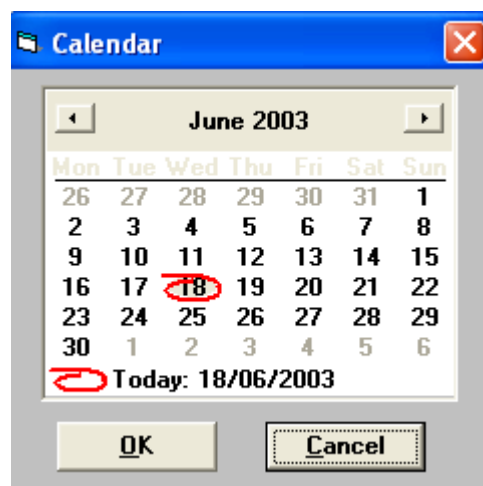 Calendar
June 2003
Mon Tue Wed Thu Fri Sat Sun
26 27 28 29 30 31 1
2 3 4 5 6 7 8
9 10 11 12 13 14 15
16 17 18 19 20 21 22
23 24 25 26 27 28 29
30 1 2 3 4 5 6
Today: 18/06/2003
OK Cancel